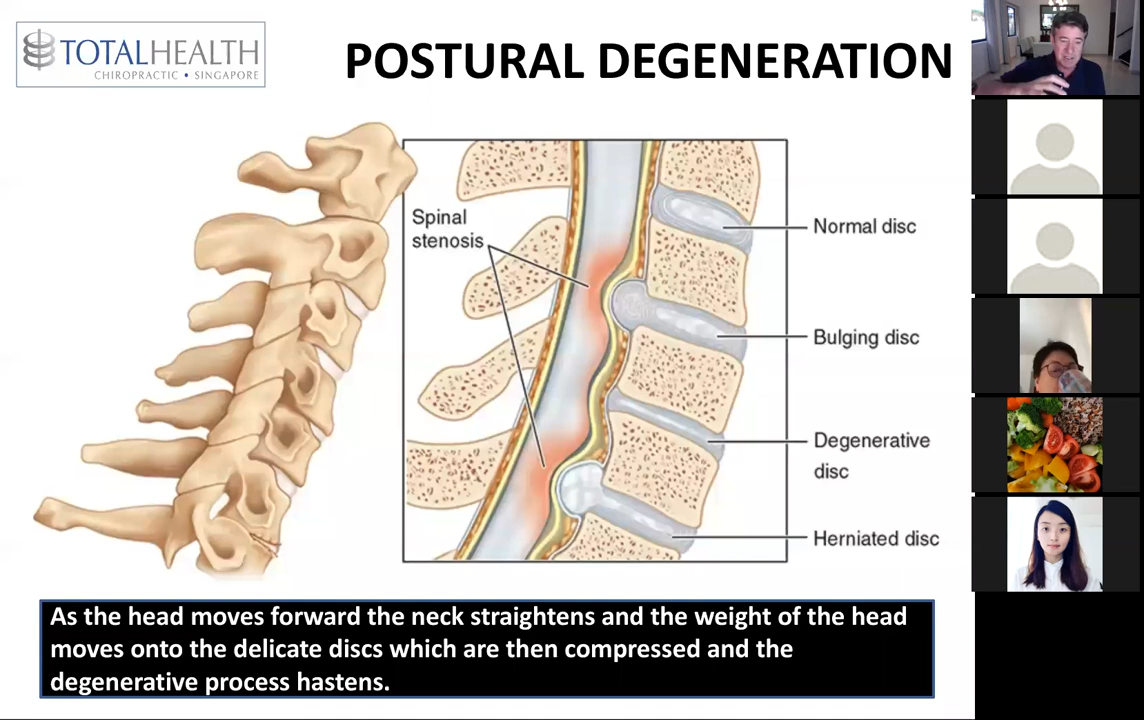 TOTALHEALTH
CHIROPRACTIC • SINGAPORE
POSTURAL DEGENERATION
Spinal
stenosis
Normal disc
Bulging disc
Degenerative
disc
Herniated disc
As the head moves forward the neck straightens and the weight of the head
moves onto the delicate discs which are then compressed and the
degenerative process hastens.